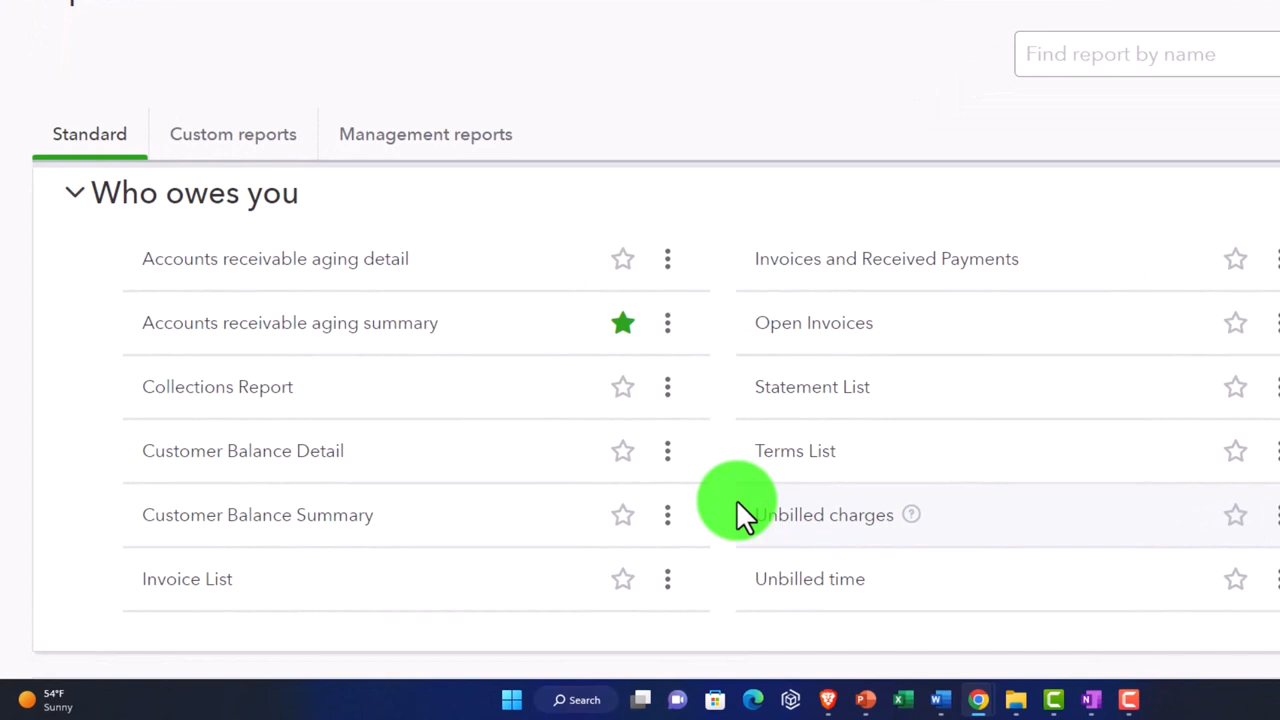 Find report by name
Standard
Custom reports
Management reports
Who owes you
Accounts receivable aging detail
Invoices and Received Payments
Accounts receivable aging summary
Open Invoices
Collections Report
Statement List
Customer Balance Detail
Terms List
Customer Balance Summary
Unbilled charges
Invoice List
Unbilled time
54°F
Sunny
Search